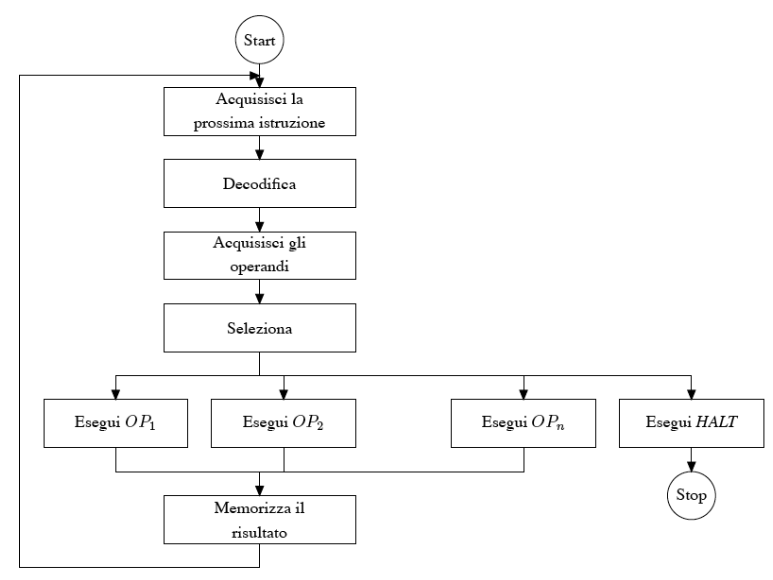 Start
Acquisisci la
prossima istruzione
Decodifica
Acquisisci gli
operandi
Seleziona
Esegui OP₁
Esegui OP₂
Esegui OPₙ
Esegui HALT
Stop
Memorizza il
risultato